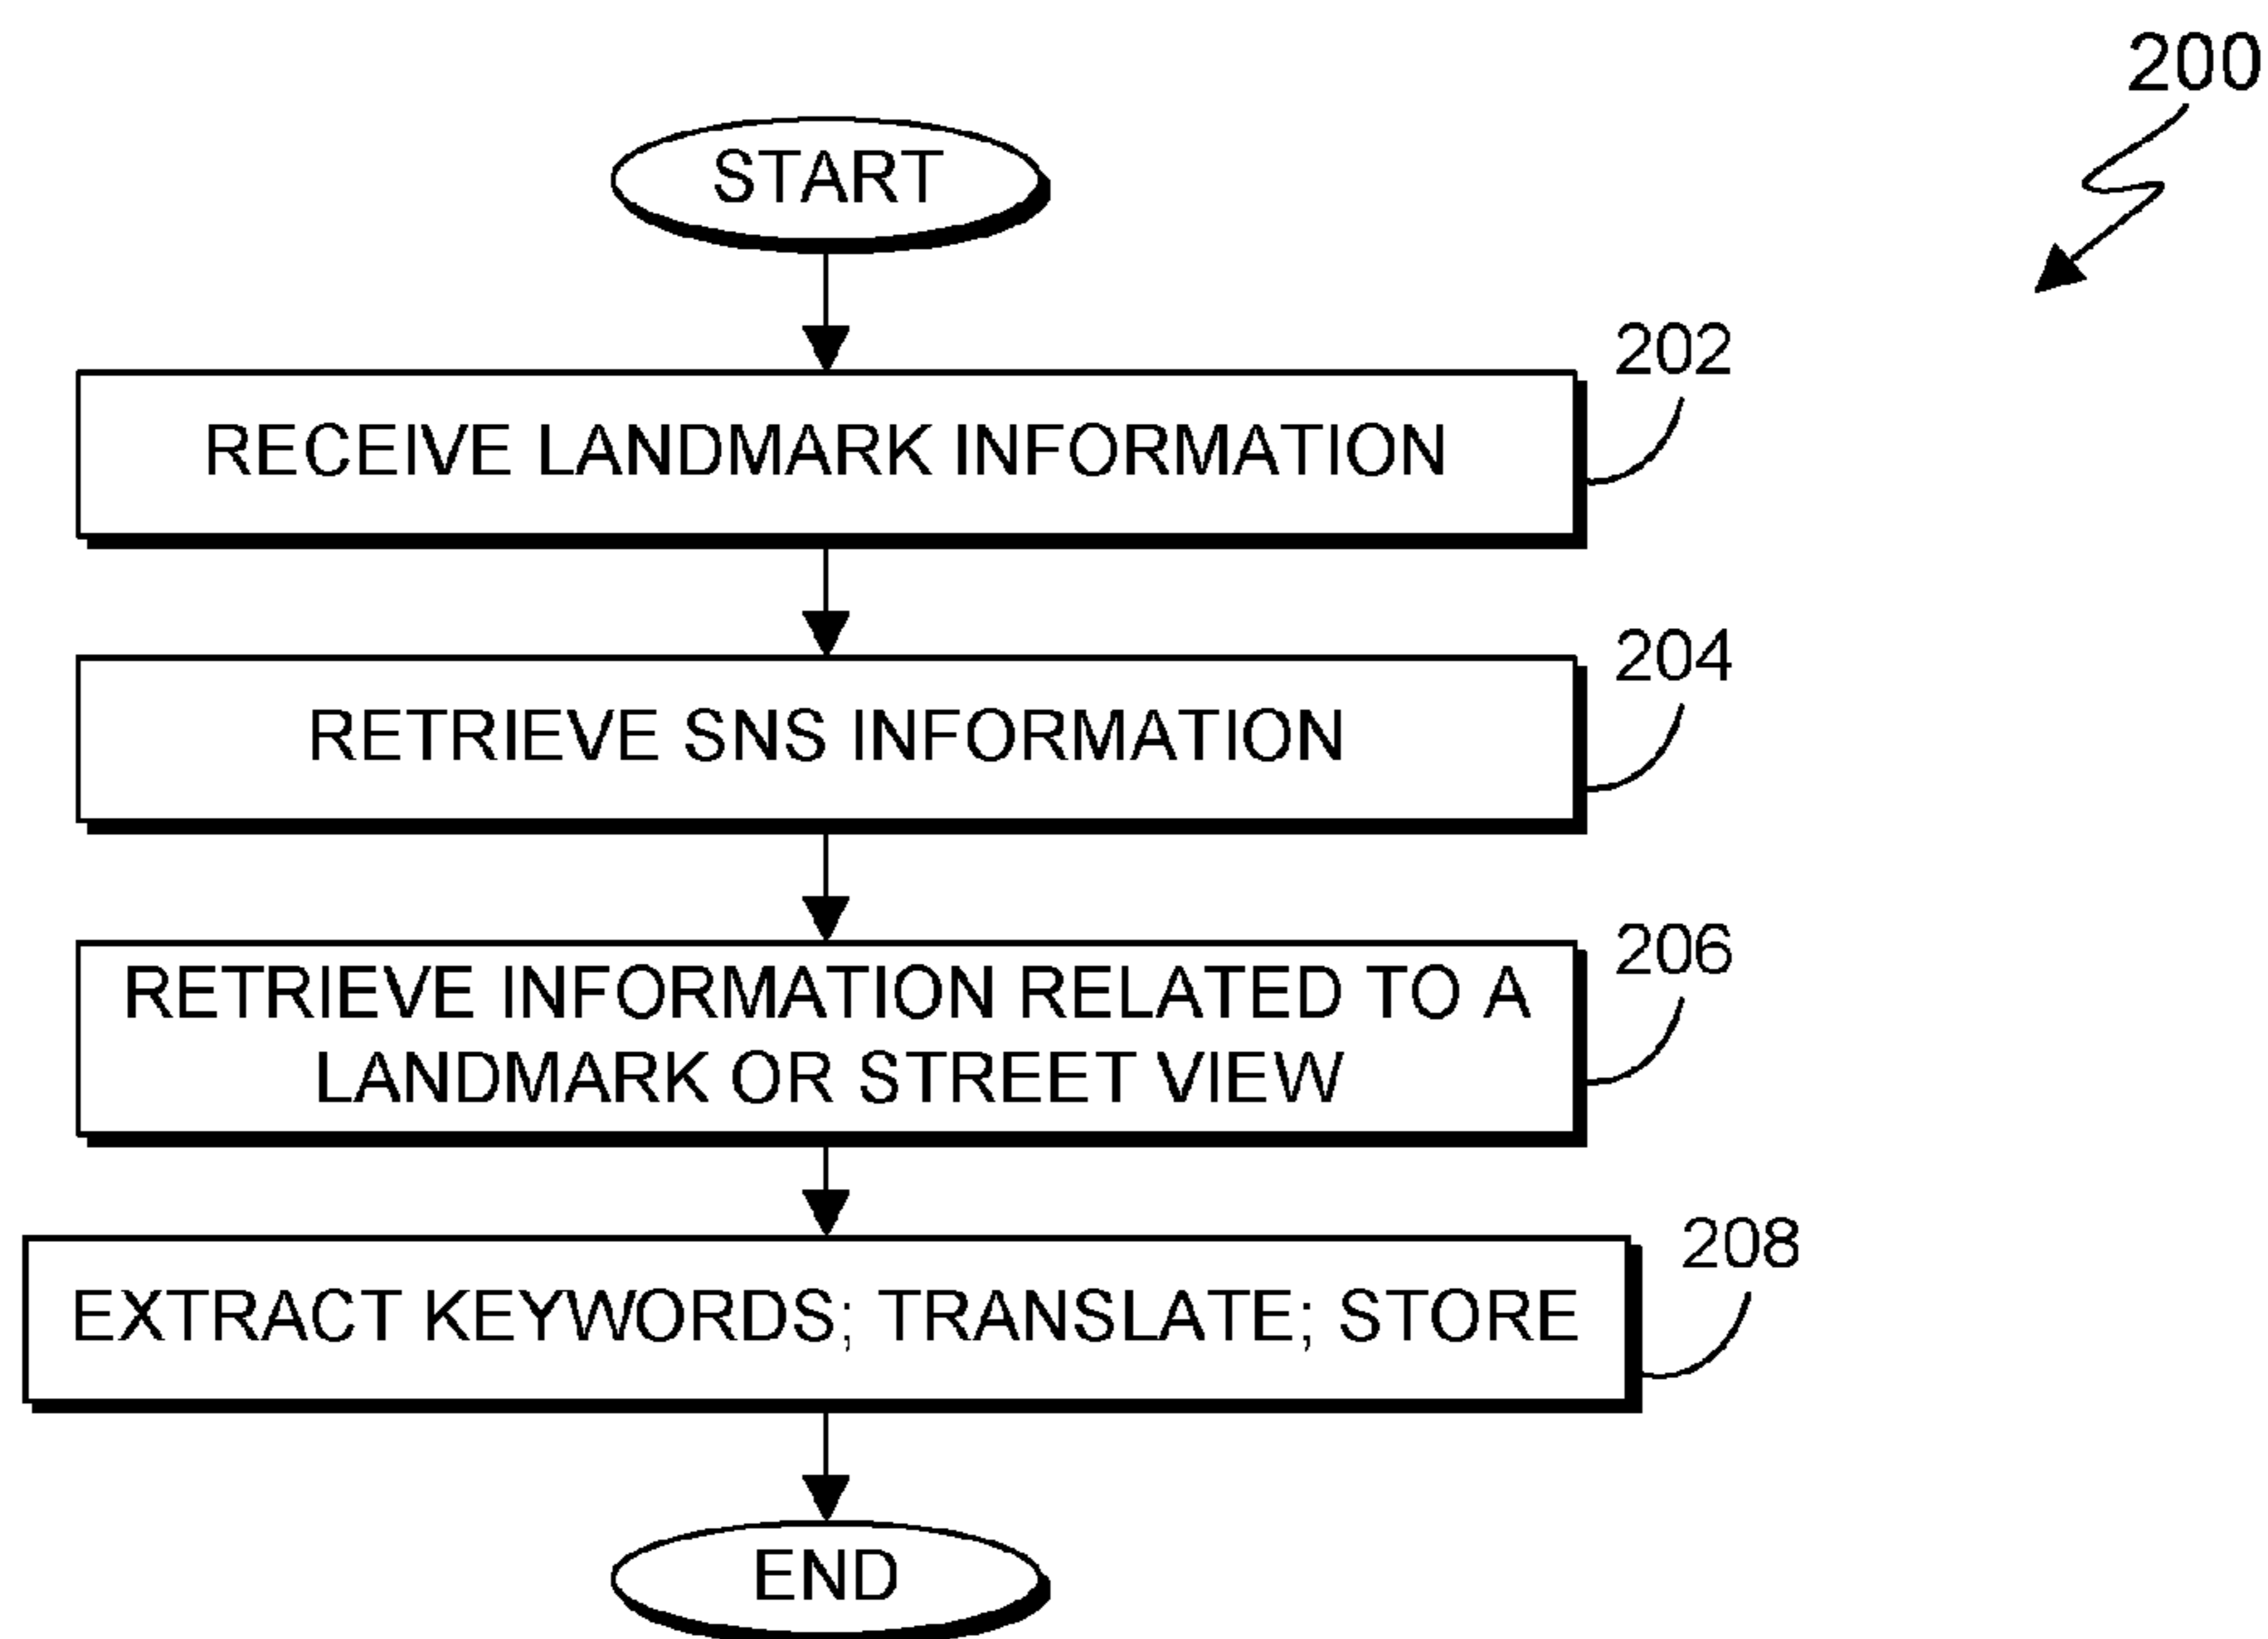 200
START
202
RECEIVE LANDMARK INFORMATION
204
RETRIEVE SNS INFORMATION
206
RETRIEVE INFORMATION RELATED TO A
LANDMARK OR STREET VIEW
208
EXTRACT KEYWORDS; TRANSLATE; STORE
END